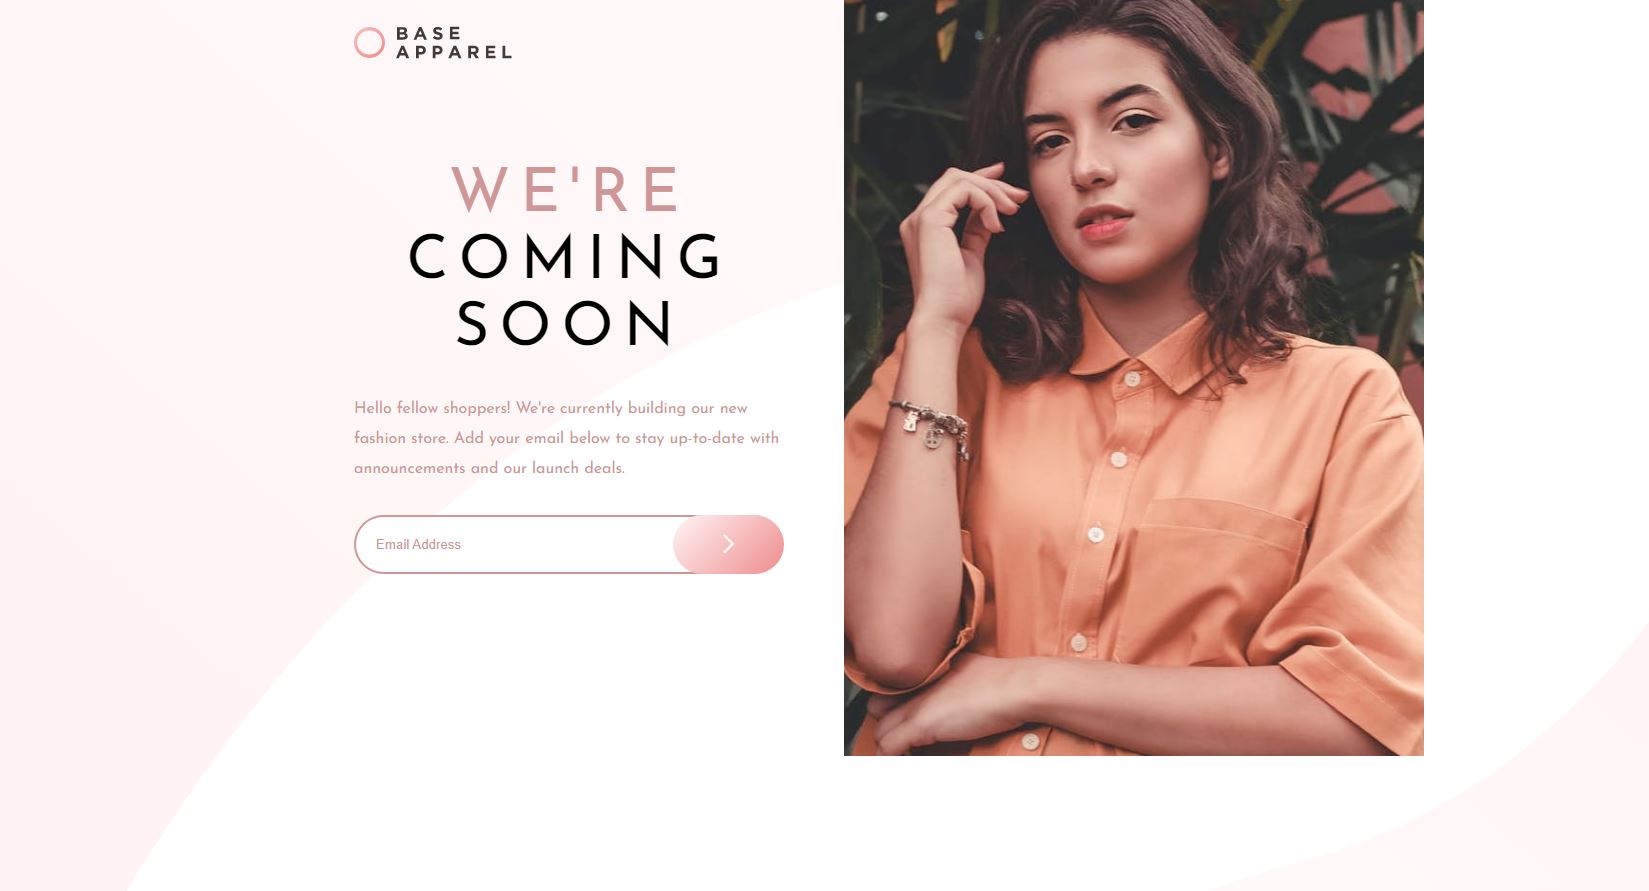 BASE
APPAREL
WE'RE
COMING
SOON
Hello fellow shoppers! We're currently building our new
fashion store. Add your email below to stay up-to-date with
announcements and our launch deals.
Email Address